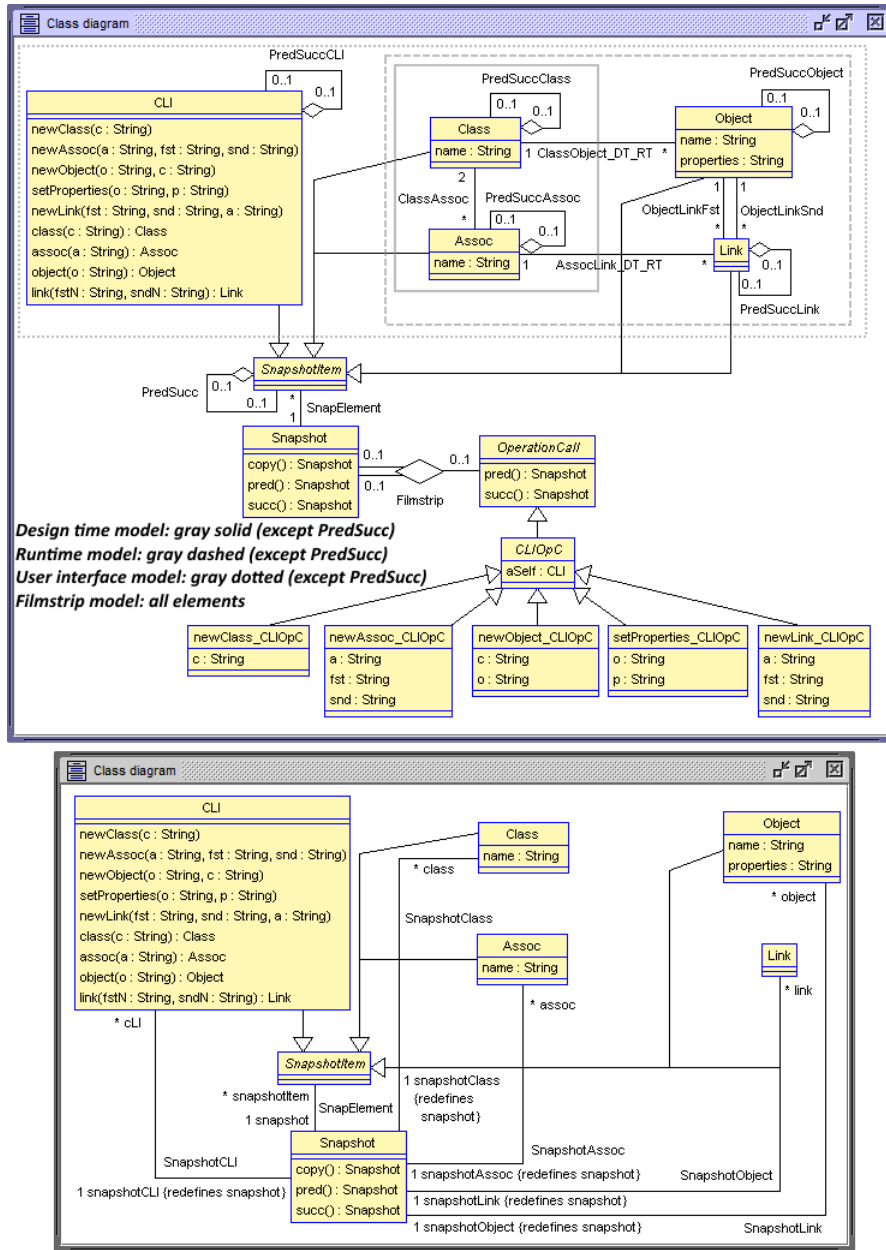 Class diagram
PredSuccCLI
0..1
0..1
CLI
newClass(c : String)
newAssoc(a : String, fst : String, snd : String)
newObject(o : String, c : String)
setProperties(o : String, p : String)
newLink(fst : String, snd : String, a : String)
class(c : String) : Class
assoc(a : String) : Assoc
object(o : String) : Object
link(fstN : String, sndN : String) : Link
PredSuccClass
0..1
0..1
Class
name : String
PredSuccObject
0..1
0..1
Object
name : String
properties : String
1 ClassObject_DT_RT *
2
ClassAssoc
*
PredSuccAssoc
0..1
0..1
Assoc
name : String
1 AssocLink_DT_RT *
1 1
ObjectLinkFst ObjectLinkSnd
* *
Link
0..1
0..1
PredSuccLink
SnapshotItem
0..1
PredSucc
0..1
*
SnapElement
1
Snapshot
copy() : Snapshot
pred() : Snapshot
succ() : Snapshot
0..1
0..1
Filmstrip
0..1
OperationCall
pred() : Snapshot
succ() : Snapshot
Design time model: gray solid (except PredSucc)
Runtime model: gray dashed (except PredSucc)
User interface model: gray dotted (except PredSucc)
Filmstrip model: all elements
CLIOpC
aSelf : CLI
newClass_CLIOpC
c : String
newAssoc_CLIOpC
a : String
fst : String
snd : String
newObject_CLIOpC
c : String
o : String
setProperties_CLIOpC
o : String
p : String
newLink_CLIOpC
a : String
fst : String
snd : String
Class diagram
CLI
newClass(c : String)
newAssoc(a : String, fst : String, snd : String)
newObject(o : String, c : String)
setProperties(o : String, p : String)
newLink(fst : String, snd : String, a : String)
class(c : String) : Class
assoc(a : String) : Assoc
object(o : String) : Object
link(fstN : String, sndN : String) : Link
* cLI
Class
name : String
* class
SnapshotClass
Object
name : String
properties : String
* object
Assoc
name : String
* assoc
Link
* link
SnapshotItem
* snapshotItem
SnapElement
1 snapshot
1 snapshotClass
{redefines
snapshot}
Snapshot
copy() : Snapshot
pred() : Snapshot
succ() : Snapshot
SnapshotCLI
1 snapshotCLI {redefines snapshot}
SnapshotAssoc
1 snapshotAssoc {redefines snapshot}
SnapshotObject
1 snapshotLink {redefines snapshot}
1 snapshotObject {redefines snapshot}
SnapshotLink